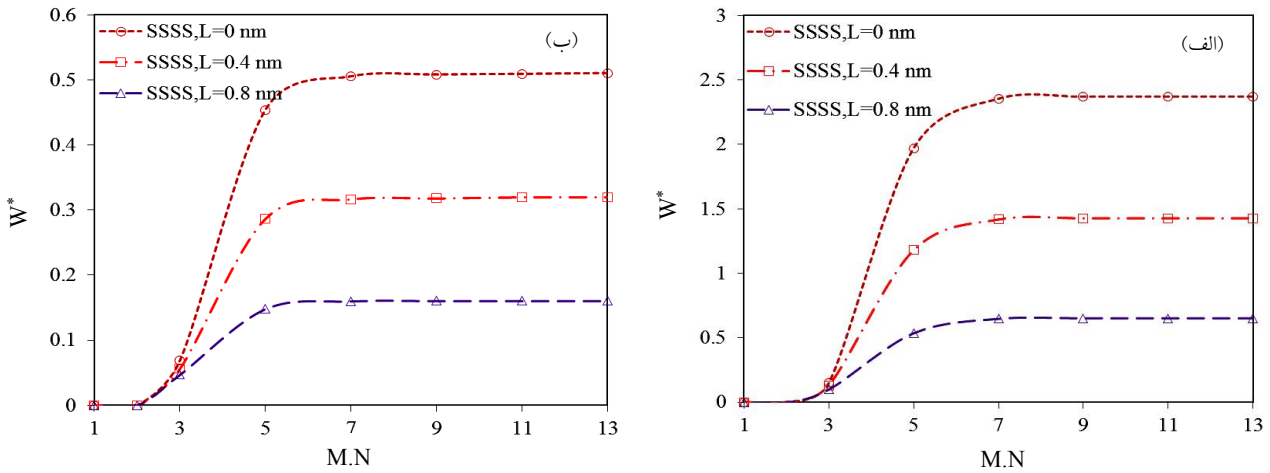 (ب)
SSSS,L=0 nm
SSSS,L=0.4 nm
SSSS,L=0.8 nm
0.6
0.5
0.4
0.3
0.2
0.1
0
W*
1 3 5 7 9 11 13
M.N
(الف)
SSSS,L=0 nm
SSSS,L=0.4 nm
SSSS,L=0.8 nm
3
2.5
2
1.5
1
0.5
0
W*
1 3 5 7 9 11 13
M.N